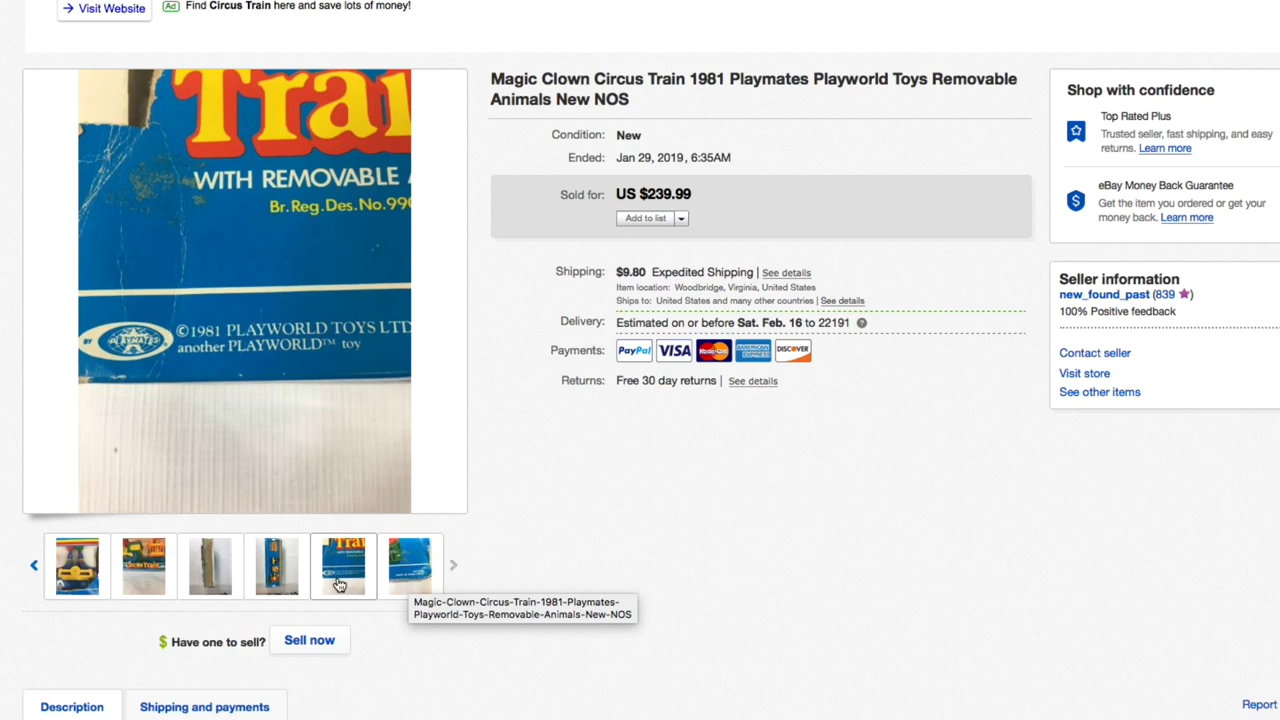 Visit Website
Ad Find Circus Train here and save lots of money!
Trai
WITH REMOVABLE
Br.Reg.Des.No.990
BY PLAYMATES
©1981 PLAYWORLD TOYS LTD
another PLAYWORLD™ toy
Magic Clown Circus Train 1981 Playmates Playworld Toys Removable
Animals New NOS
Condition: New
Ended: Jan 29, 2019 , 6:35AM
Sold for: US $239.99
Add to list
Shipping: $9.80 Expedited Shipping | See details
Item location: Woodbridge, Virginia, United States
Ships to: United States and many other countries | See details
Delivery: Estimated on or before Sat. Feb. 16 to 22191
Payments: PayPal VISA MasterCard AMERICAN EXPRESS DISCOVER
Returns: Free 30 day returns | See details
Shop with confidence
Top Rated Plus
Trusted seller, fast shipping, and easy
returns. Learn more
eBay Money Back Guarantee
Get the item you ordered or get your
money back. Learn more
Seller information
new_found_past (839)
100% Positive feedback
Contact seller
Visit store
See other items
Circus Train
Magic-Clown-Circus-Train-1981-Playmates-
Playworld-Toys-Removable-Animals-New-NOS
$ Have one to sell? Sell now
Description
Shipping and payments
Report